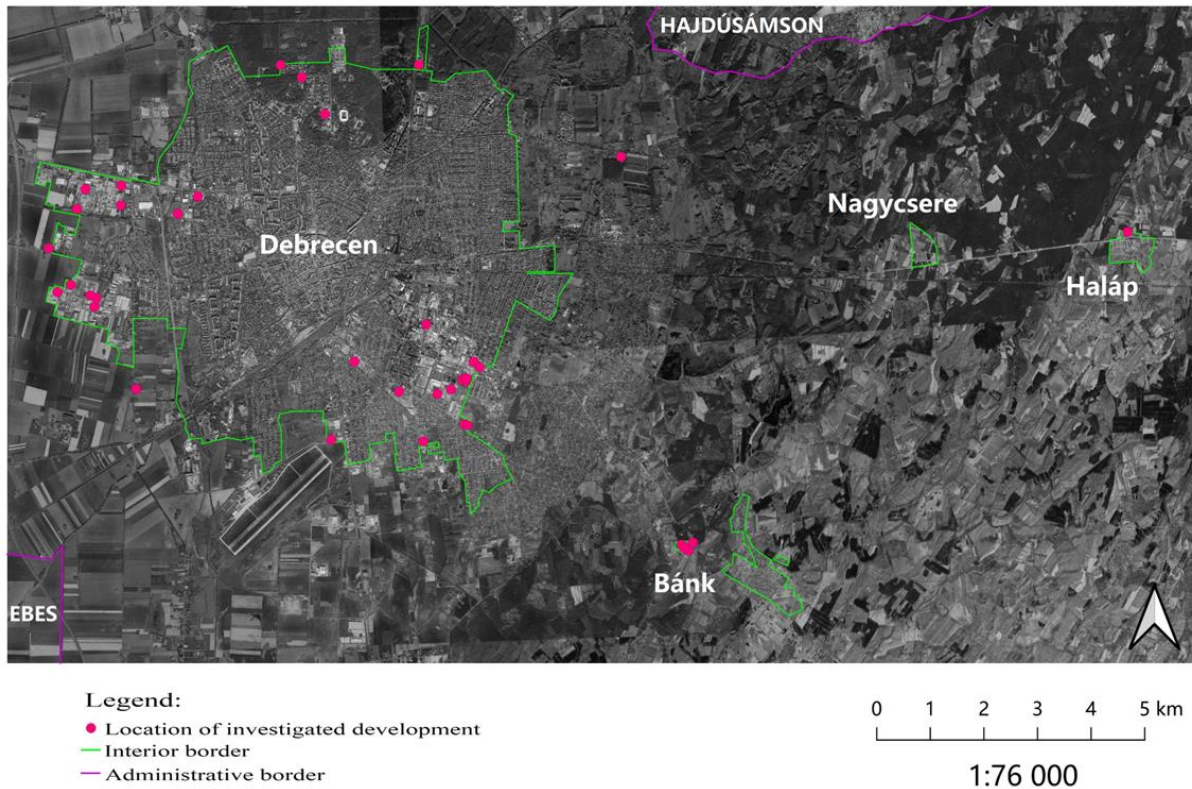 HAJDÚSÁMSON
Nagycsere
Debrecen
Haláp
Bánk
EBES
Legend:
Location of investigated development
Interior border
Administrative border
0 1 2 3 4 5 km
1:76 000